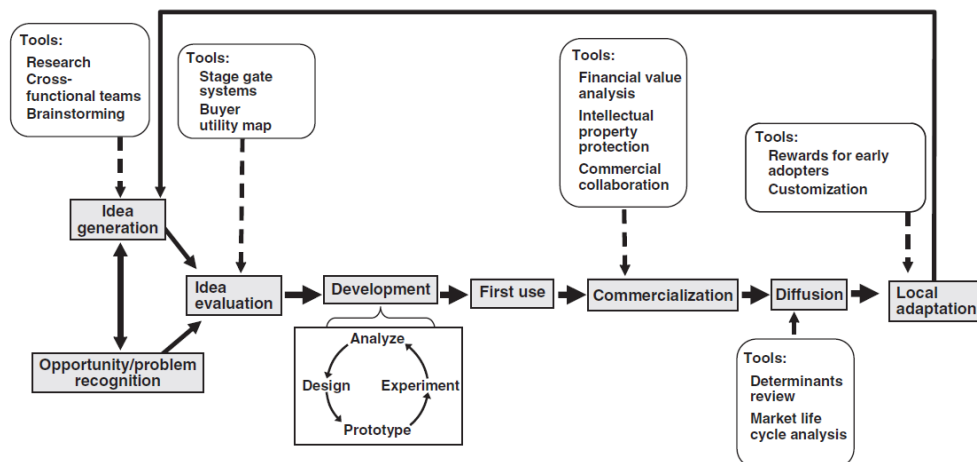 Tools:
Research
Cross-
functional teams
Brainstorming
Tools:
Stage gate
systems
Buyer
utility map
Tools:
Financial value
analysis
Intellectual
property
protection
Commercial
collaboration
Tools:
Rewards for early
adopters
Customization
Idea
generation
Idea
evaluation
Development
First use
Commercialization
Diffusion
Local
adaptation
Opportunity/problem
recognition
Analyze
Design
Experiment
Prototype
Tools:
Determinants
review
Market life
cycle analysis